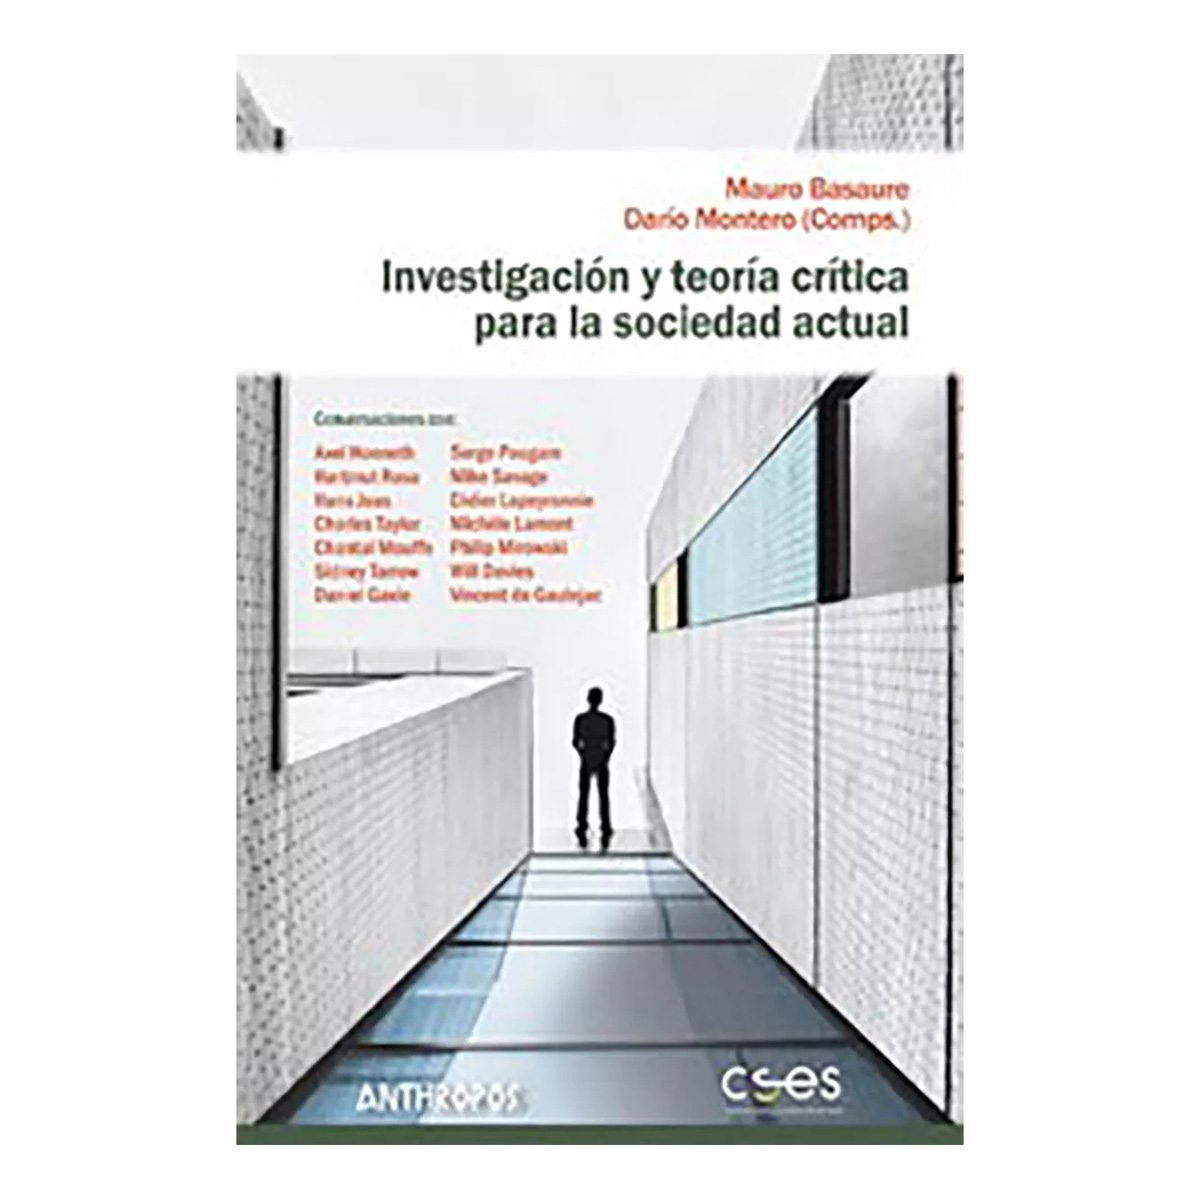 Mauro Basaure
Darío Montero (Comps.)
Investigación y teoría crítica
para la sociedad actual
Conversaciones con:
Axel Honneth
Hartmut Rosa
Hans Joas
Charles Taylor
Chantal Mouffe
Sidney Tarrow
Daniel Gaxie
Serge Paugam
Mike Savage
Didier Lapeyronnie
Michèle Lamont
Philip Mirowski
Will Davies
Vincent de Gaulejac
ANTHROPOS
cses